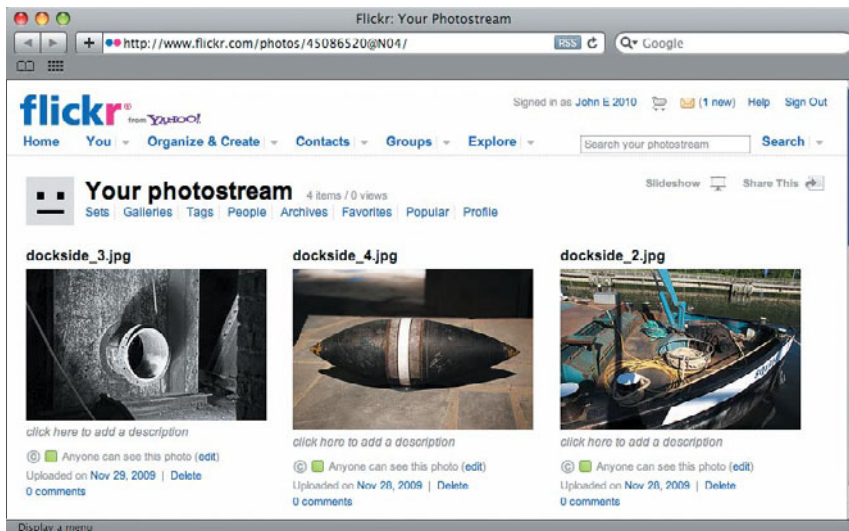 Flickr: Your Photostream
http://www.flickr.com/photos/45086520@N04/ RSS Google
flickr from YAHOO!
Signed in as John E 2010 (1 new) Help Sign Out
Home You Organize & Create Contacts Groups Explore Search your photostream Search
Your photostream 4 items / 0 views
Slideshow Share This
Sets Galleries Tags People Archives Favorites Popular Profile
dockside_3.jpg dockside_4.jpg dockside_2.jpg
click here to add a description click here to add a description click here to add a description
Anyone can see this photo (edit) Anyone can see this photo (edit) Anyone can see this photo (edit)
Uploaded on Nov 29, 2009 | Delete Uploaded on Nov 28, 2009 | Delete Uploaded on Nov 28, 2009 | Delete
0 comments 0 comments 0 comments
Display a menu